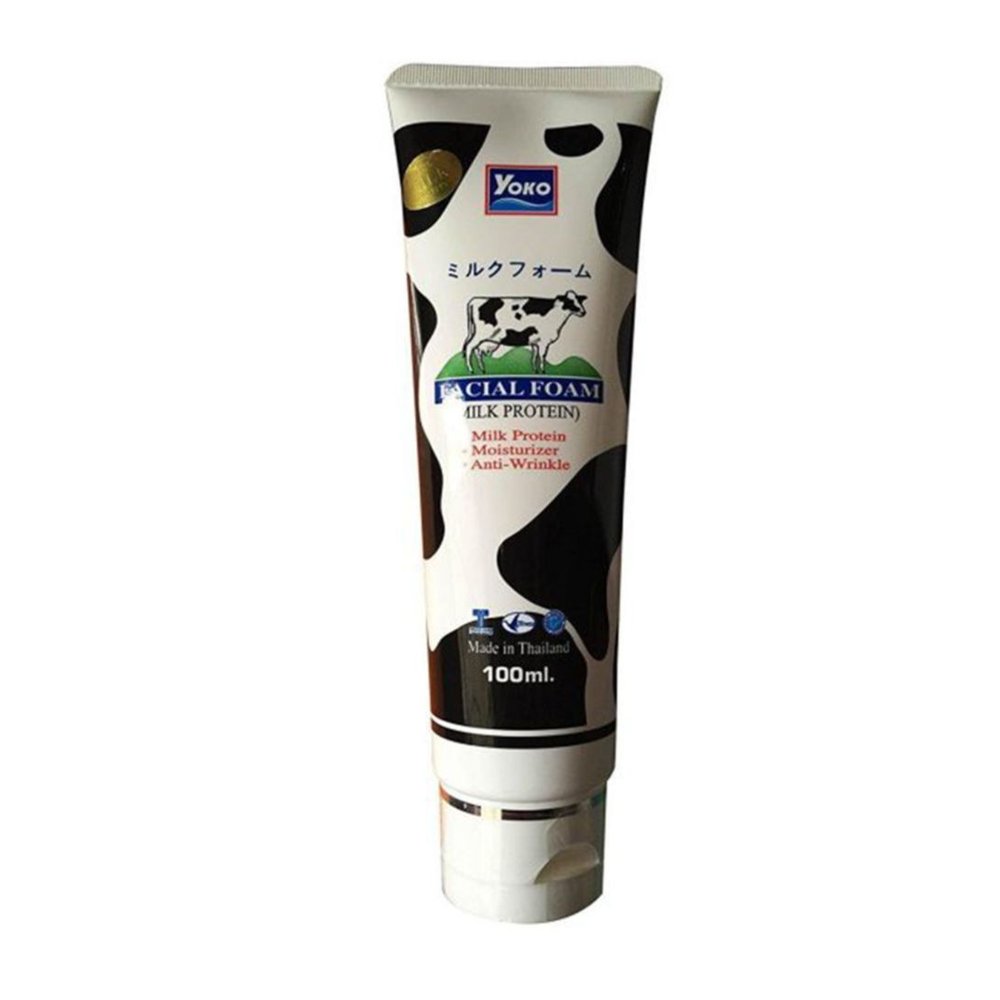 YOKO
ミルクフォーム
FACIAL FOAM
MILK PROTEIN)
Milk Protein
- Moisturizer
- Anti-Wrinkle
Made in Thailand
100ml.